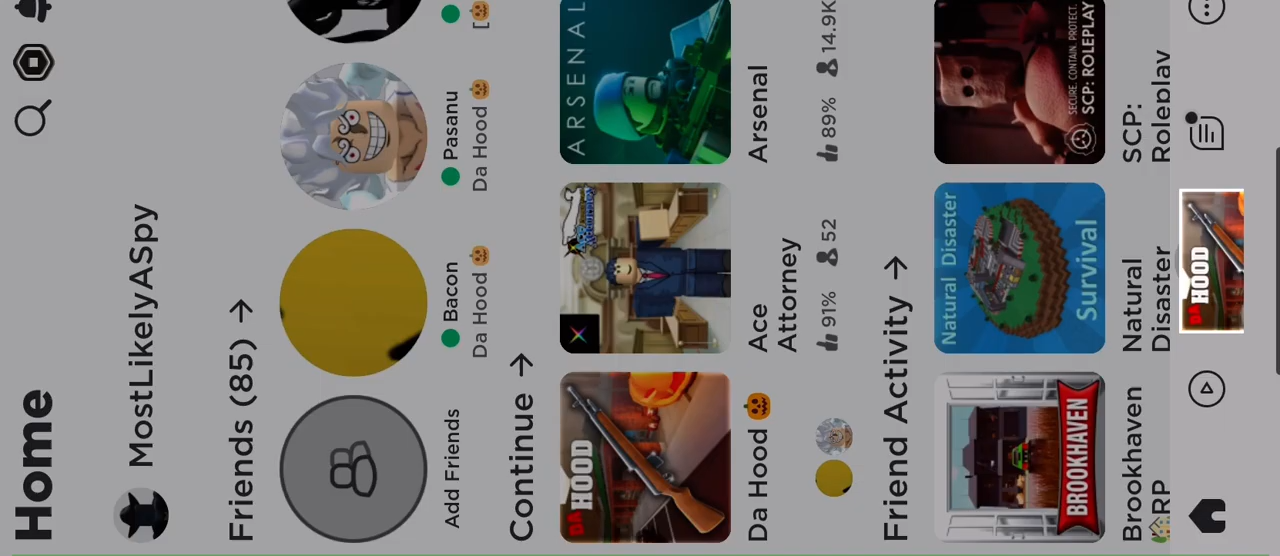 Home
MostLikelyASpy
Friends (85) →
Add Friends
Bacon
Da Hood 🎃
Pasanu
Da Hood 🎃
[🎃
Continue →
DA HOOD
Da Hood 🎃
Ace
Attorney
91% 52
ARSENAL
Arsenal
89% 14.9K
Friend Activity →
BROOKHAVEN
Brookhaven
🏡RP
Natural Disaster
Survival
Natural
Disaster
SECURE. CONTAIN. PROTECT.
SCP: ROLEPLAY
SCP:
Roleplay
DA HOOD